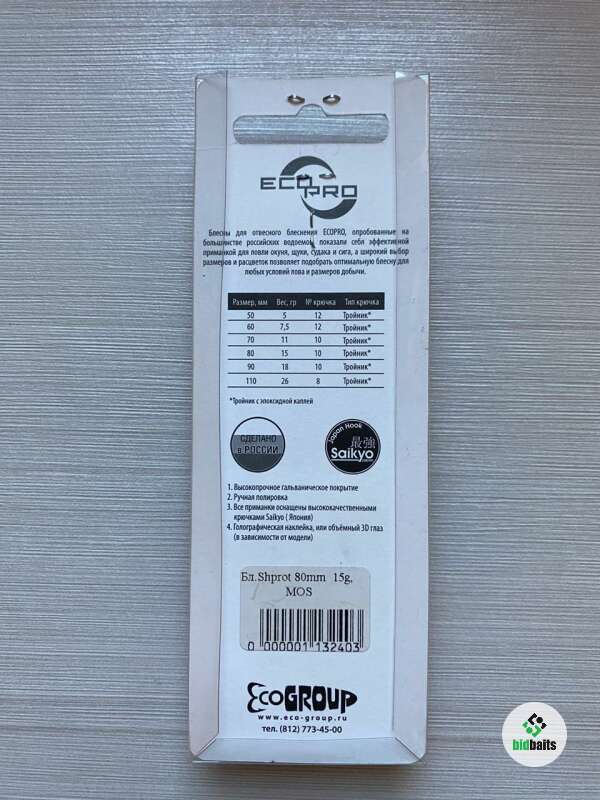 ECOPRO
Блесны для отвесного блеснения ECOPRO, опробованные на
большинстве российских водоемов показали себя эффективной
приманкой для ловли окуня, щуки, судака и сига, а широкий выбор
размеров и расцветок позволяет подобрать оптимальную блесну для
любых условий лова и размеров добычи.
Размер, мм Вес, гр № крючка Тип крючка
50 5 12 Тройник*
60 7,5 12 Тройник*
70 11 10 Тройник*
80 15 10 Тройник*
90 18 10 Тройник*
110 26 8 Тройник*
*Тройник с эпоксидной каплей
СДЕЛАНО
в РОССИИ
Japan Hook
最強
Saikyo
1. Высокопрочное гальваническое покрытие
2. Ручная полировка
3. Все приманки оснащены высококачественными
крючками Saikyo ( Япония)
4. Голографическая наклейка, или объёмный 3D глаз
(в зависимости от модели)
Бл.Shprot 80mm 15g,
MOS
0 000001 132403
ecoGROUP
www.eco-group.ru
тел. (812) 773-45-00
bidbaits